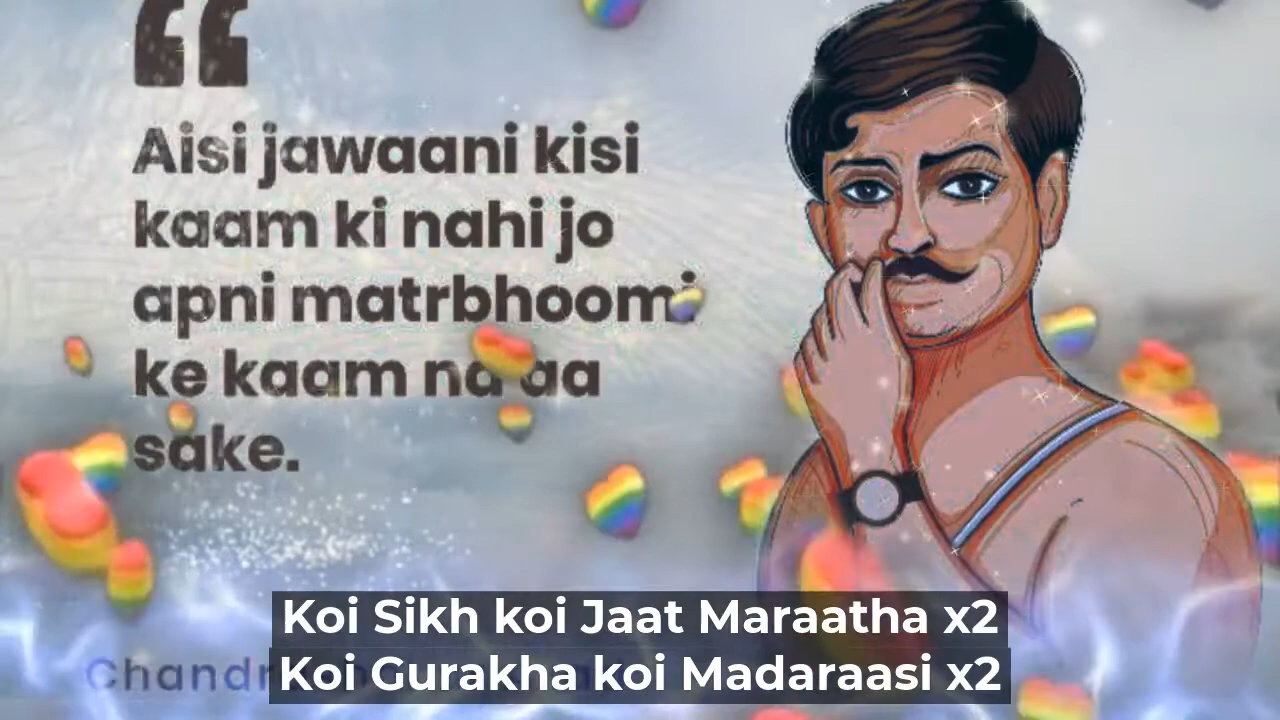 “
Aisi jawaani kisi
kaam ki nahi jo
apni matrbhoomi
ke kaam na aa
sake.
Koi Sikh koi Jaat Maraatha x2
Koi Gurakha koi Madaraasi x2